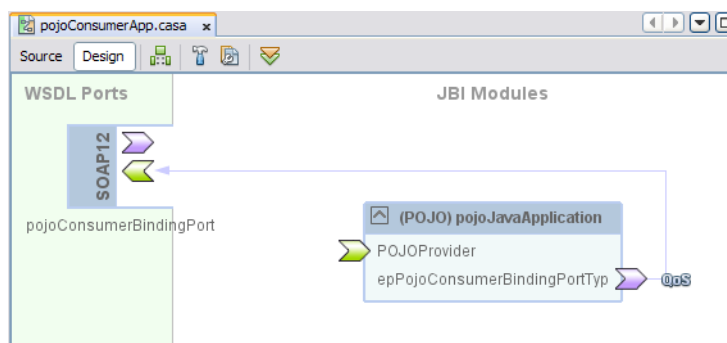 pojoConsumerApp.casa
Source Design
WSDL Ports
JBI Modules
SOAP12
pojoConsumerBindingPort
(POJO) pojoJavaApplication
POJOProvider
epPojoConsumerBindingPortTyp
QoS